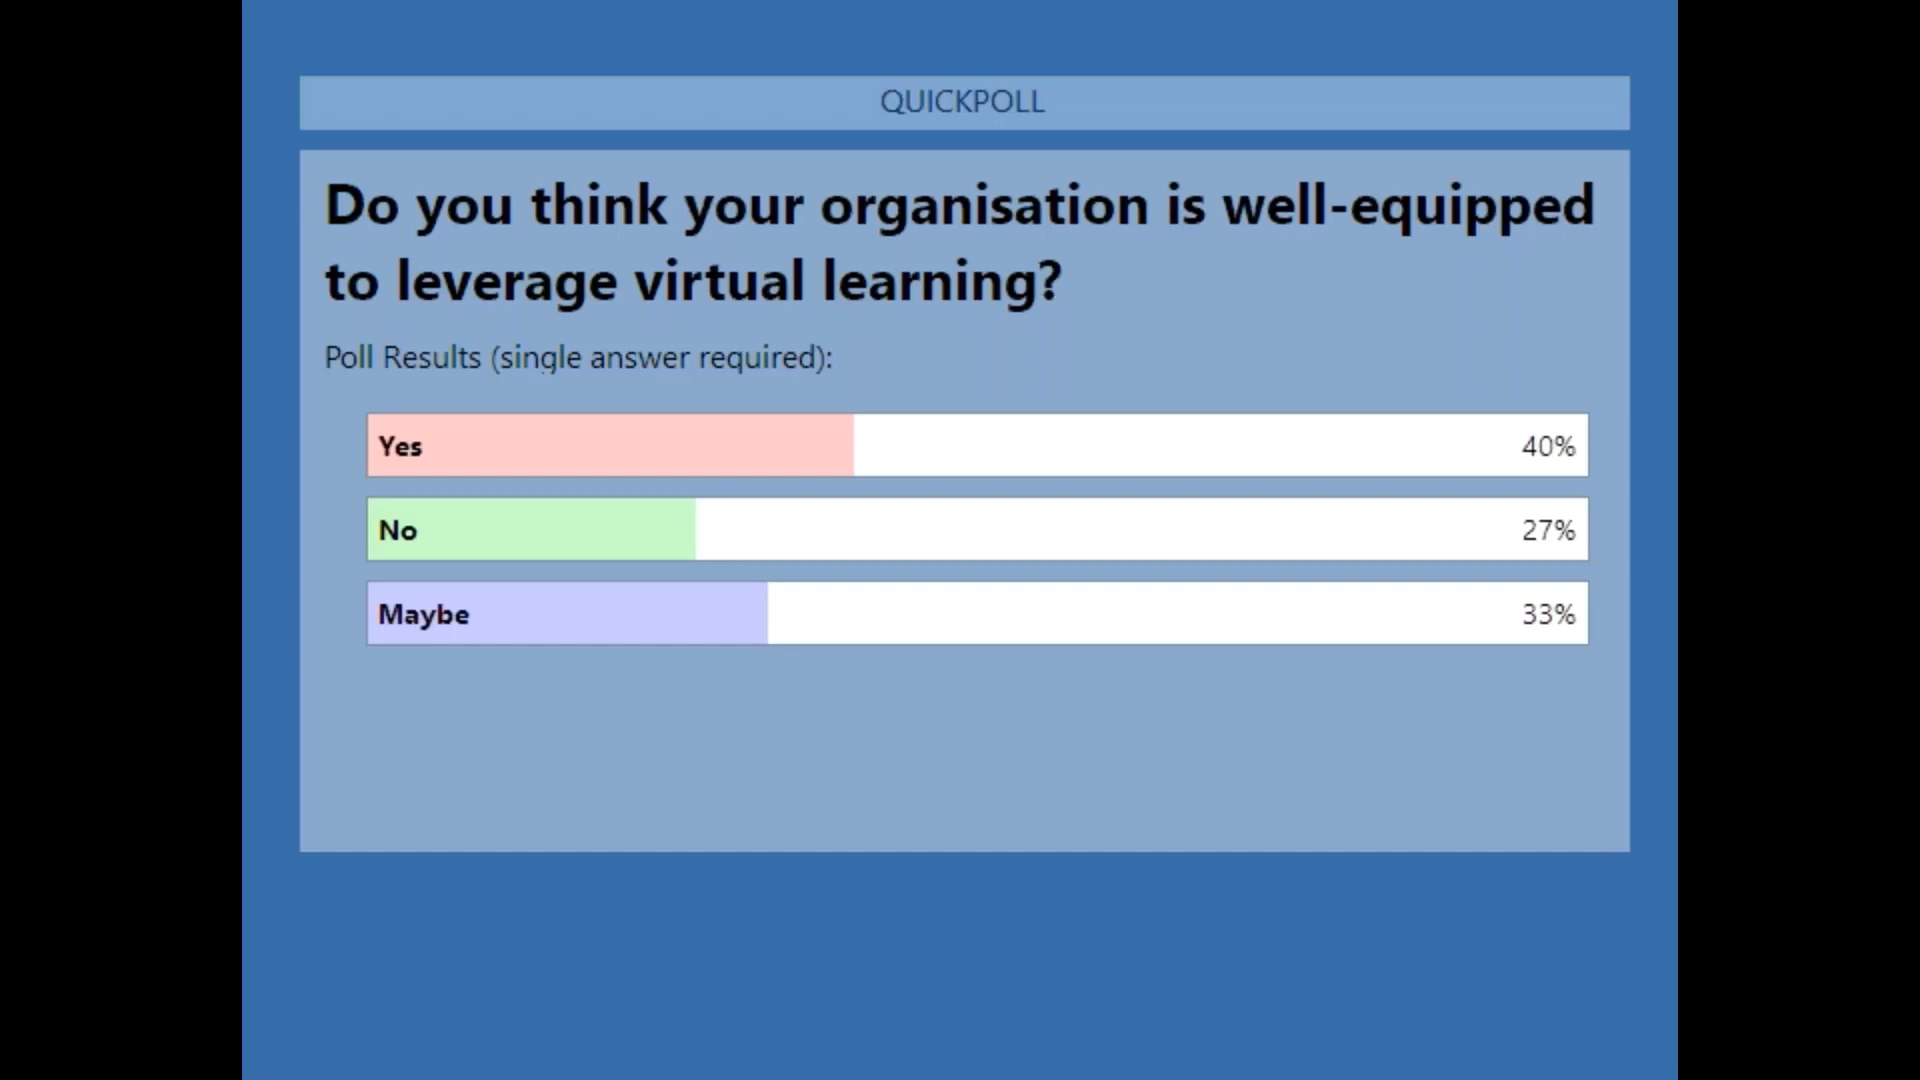 QUICKPOLL
Do you think your organisation is well-equipped
to leverage virtual learning?
Poll Results (single answer required):
Yes 40%
No 27%
Maybe 33%